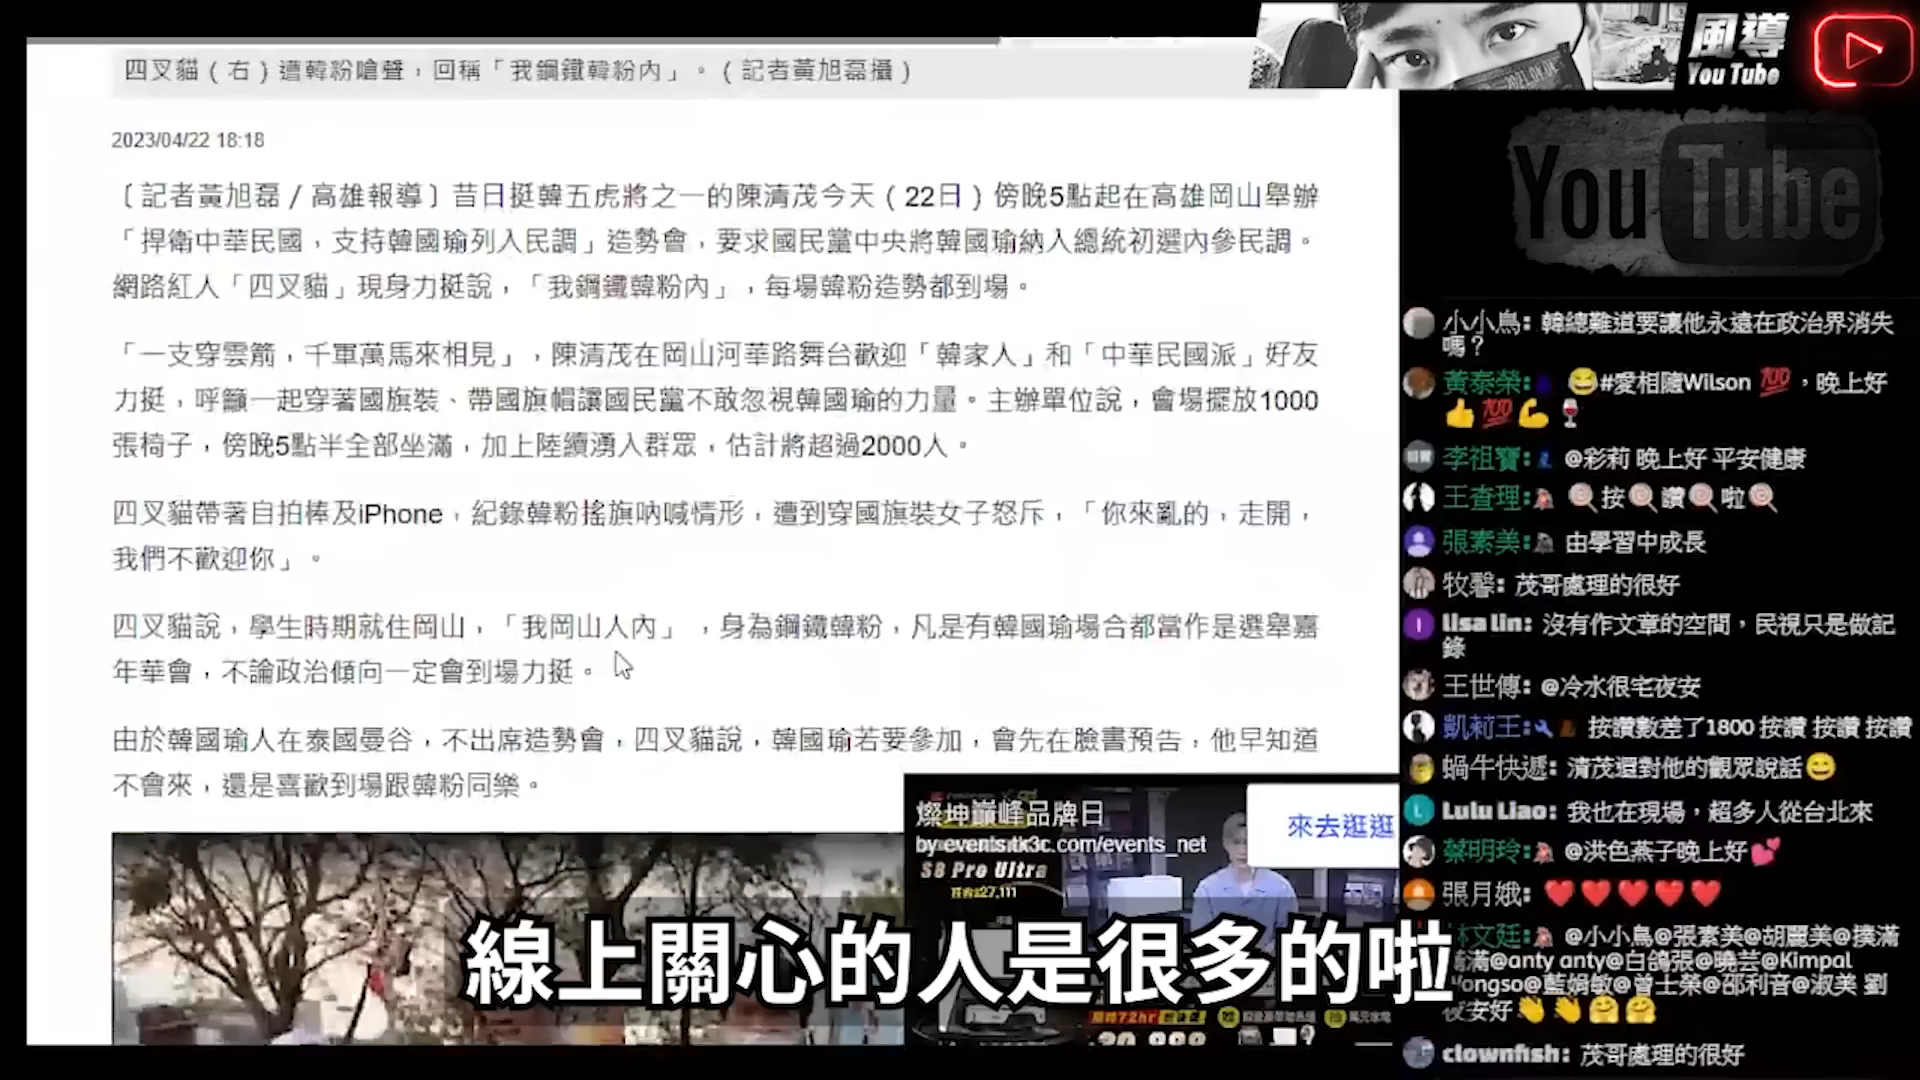 四叉貓（右）遭韓粉嗆聲，回稱「我鋼鐵韓粉內」。（記者黃旭磊攝）
2023/04/22 18:18
〔記者黃旭磊／高雄報導〕昔日挺韓五虎將之一的陳清茂今天（22日）傍晚5點起在高雄岡山舉辦
「捍衛中華民國，支持韓國瑜列入民調」造勢會，要求國民黨中央將韓國瑜納入總統初選內參民調。
網路紅人「四叉貓」現身力挺說，「我鋼鐵韓粉內」，每場韓粉造勢都到場。
「一支穿雲箭，千軍萬馬來相見」，陳清茂在岡山河華路舞台歡迎「韓家人」和「中華民國派」好友
力挺，呼籲一起穿著國旗裝、帶國旗帽讓國民黨不敢忽視韓國瑜的力量。主辦單位說，會場擺放1000
張椅子，傍晚5點半全部坐滿，加上陸續湧入群眾，估計將超過2000人。
四叉貓帶著自拍棒及iPhone，紀錄韓粉搖旗吶喊情形，遭到穿國旗裝女子怒斥，「你來亂的，走開，
我們不歡迎你」。
四叉貓說，學生時期就住岡山，「我岡山人內」，身為鋼鐵韓粉，凡是有韓國瑜場合都當作是選舉嘉
年華會，不論政治傾向一定會到場力挺。
由於韓國瑜人在泰國曼谷，不出席造勢會，四叉貓說，韓國瑜若要參加，會先在臉書預告，他早知道
不會來，還是喜歡到場跟韓粉同樂。
燦坤巔峰品牌日
by events.tk3c.com/events_net
S8 Pro Ultra
$27,111
來去逛逛
線上關心的人是很多的啦
2021.04.04
風導
You Tube
YouTube
小小鳥: 韓總難道要讓他永遠在政治界消失
嗎？
黃泰榮: 😂#愛相隨Wilson 💯，晚上好
👍💯💪🍷
李祖寶: @彩莉 晚上好 平安健康
王查理: 🍭按🍭讚🍭啦🍭
張素美: 由學習中成長
牧馨: 茂哥處理的很好
lisa lin: 沒有作文章的空間，民視只是做記
錄
王世傳: @冷水很宅夜安
凱莉王: 按讚數差了1800 按讚 按讚 按讚
蝸牛快遞: 清茂還對他的觀眾說話😄
Lulu Liao: 我也在現場，超多人從台北來
蔡明玲: @洪色燕子晚上好💕
張月娥: ❤️❤️❤️❤️❤️
林文廷: @小小鳥@張素美@胡麗美@撲滿
滿滿@anty anty@白鴿張@曉芸@Kimpal
Wongso@藍娟敏@曾士榮@邵利音@淑美 劉
夜安好👋👋🤗🤗
clownfish: 茂哥處理的很好